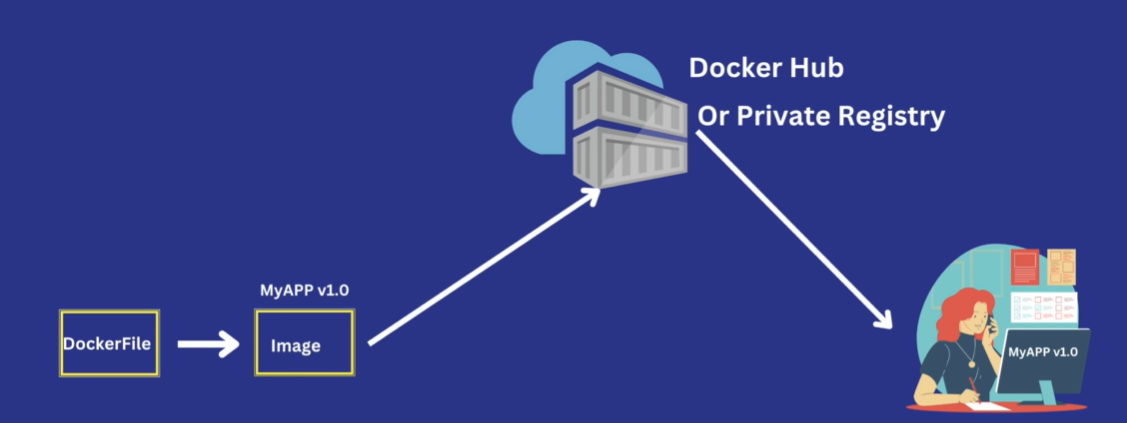 Docker Hub
Or Private Registry
MyAPP v1.0
DockerFile
Image
MyAPP v1.0